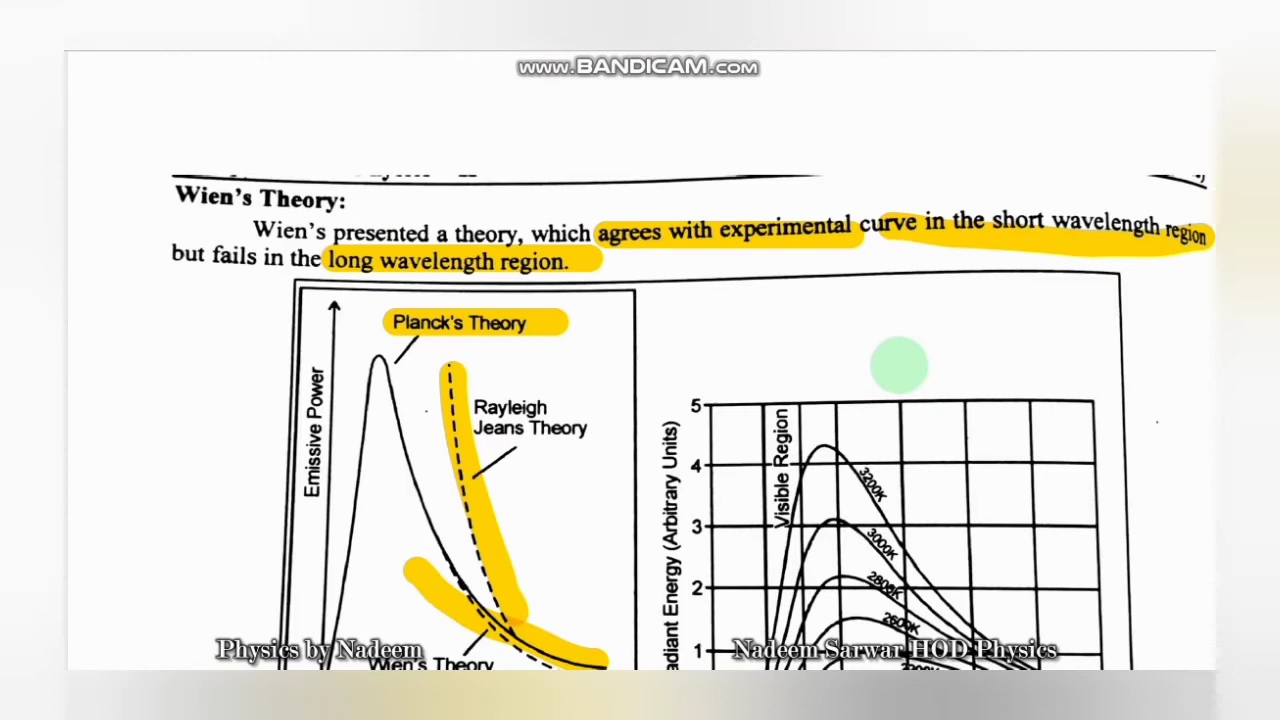 www.BANDICAM.com
Wien's Theory:
Wien's presented a theory, which agrees with experimental curve in the short wavelength region
but fails in the long wavelength region.
Planck's Theory
Rayleigh
Jeans Theory
Emissive Power
Wien's Theory
5
4
3
2
1
Visible Region
3200K
3000K
2800K
2600K
Radiant Energy (Arbitrary Units)
Physics by Nadeem
Nadeem Sarwar HOD Physics